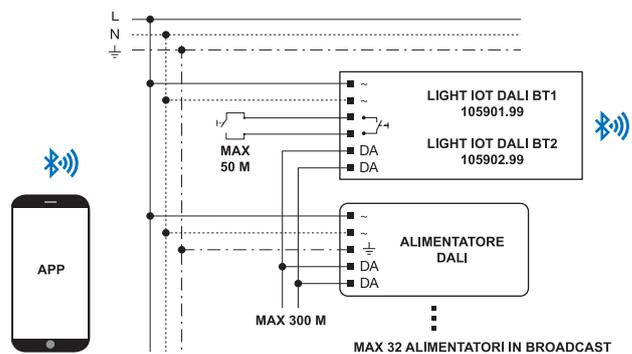 L
N
~
~
LIGHT IOT DALI BT1
105901.99
LIGHT IOT DALI BT2
105902.99
DA
DA
MAX
50 M
APP
~
~
DA
DA
ALIMENTATORE
DALI
MAX 300 M
MAX 32 ALIMENTATORI IN BROADCAST